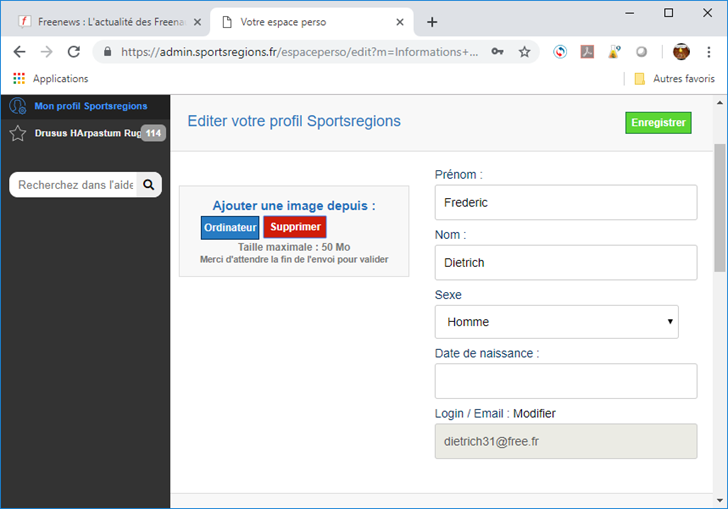 Freenews : L'actualité des Freena
Votre espace perso
https://admin.sportsregions.fr/espaceperso/edit?m=Informations+...
Applications
Autres favoris
Mon profil Sportsregions
Drusus HArpastum Rug 114
Recherchez dans l'aide
Editer votre profil Sportsregions
Enregistrer
Ajouter une image depuis :
Ordinateur
Supprimer
Taille maximale : 50 Mo
Merci d'attendre la fin de l'envoi pour valider
Prénom :
Frederic
Nom :
Dietrich
Sexe
Homme
Date de naissance :
Login / Email : Modifier
dietrich31@free.fr